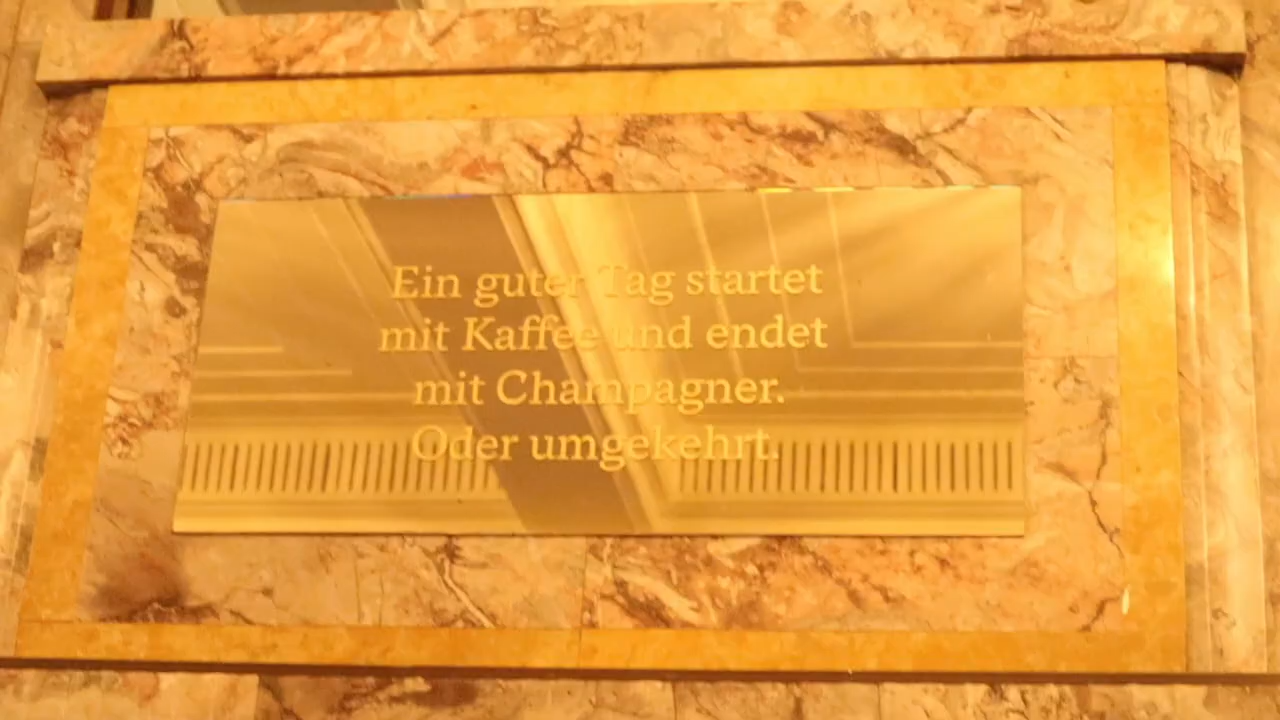 Ein guter Tag startet
mit Kaffee und endet
mit Champagner.
Oder umgekehrt.